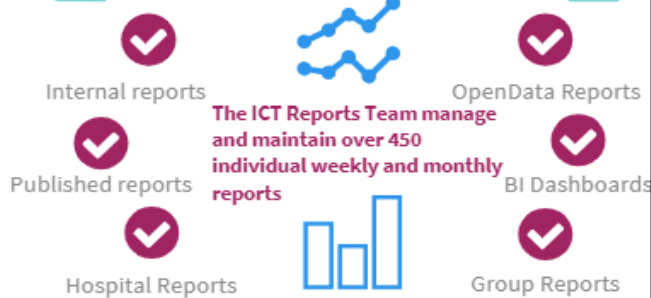 Internal reports
OpenData Reports
The ICT Reports Team manage
and maintain over 450
individual weekly and monthly
reports
Published reports
BI Dashboards
Hospital Reports
Group Reports